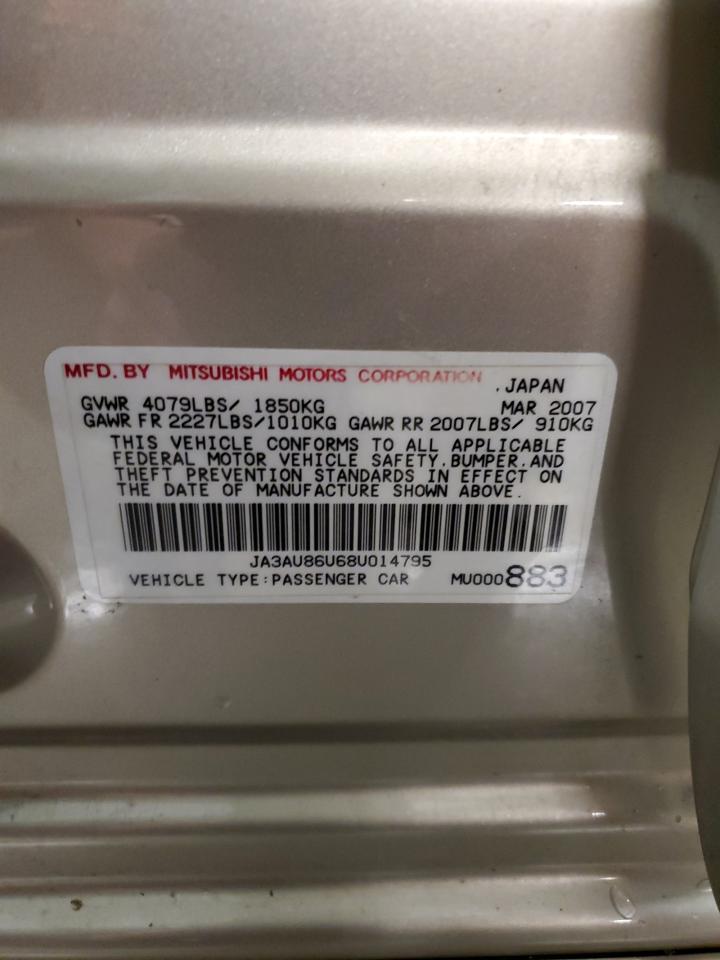 MFD. BY MITSUBISHI MOTORS CORPORATION , JAPAN
GVWR 4079LBS/ 1850KG MAR 2007
GAWR FR 2227LBS/1010KG GAWR RR 2007LBS/ 910KG
THIS VEHICLE CONFORMS TO ALL APPLICABLE
FEDERAL MOTOR VEHICLE SAFETY,BUMPER,AND
THEFT PREVENTION STANDARDS IN EFFECT ON
THE DATE OF MANUFACTURE SHOWN ABOVE.
JA3AU86U68U014795
VEHICLE TYPE:PASSENGER CAR MU000883